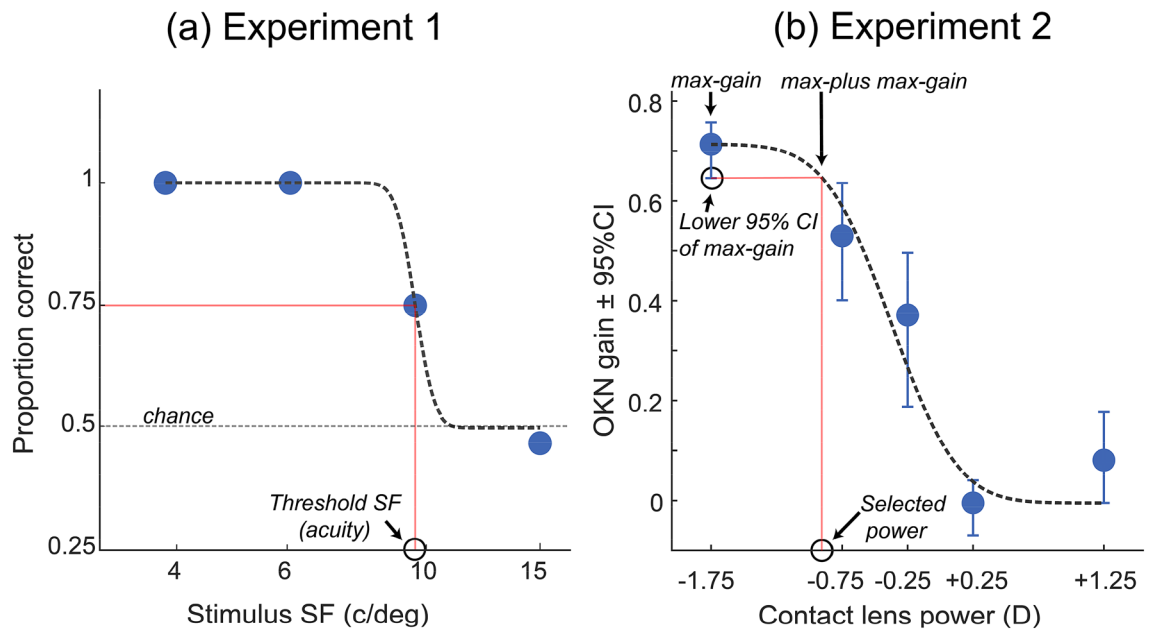 (a) Experiment 1
Proportion correct
1
0.75
0.5
0.25
chance
Threshold SF
(acuity)
4
6
10
15
Stimulus SF (c/deg)
(b) Experiment 2
max-gain
max-plus max-gain
OKN gain ± 95%CI
0.8
0.6
0.4
0.2
0
Lower 95% CI
of max-gain
Selected
power
-1.75
-0.75
-0.25
+0.25
+1.25
Contact lens power (D)